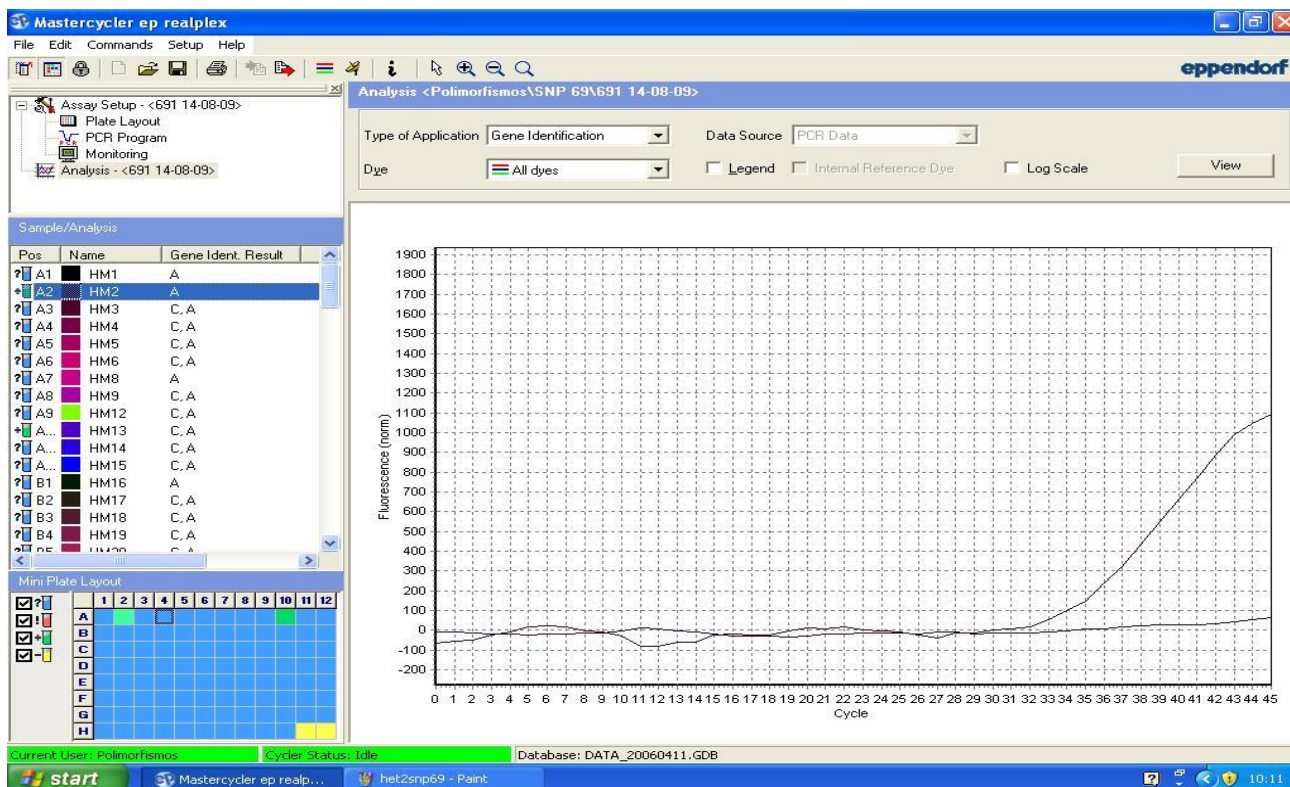 Mastercycler ep realplex
File Edit Commands Setup Help
eppendorf
Assay Setup - <691 14-08-09>
Plate Layout
PCR Program
Monitoring
Analysis - <691 14-08-09>
Analysis <Polimorfismos\SNP 69\691 14-08-09>
Type of Application Gene Identification Data Source PCR Data
Dye All dyes Legend Internal Reference Dye Log Scale View
Sample/Analysis
Pos Name Gene Ident. Result
A1 HM1 A
A2 HM2 A
A3 HM3 C, A
A4 HM4 C, A
A5 HM5 C, A
A6 HM6 C, A
A7 HM8 A
A8 HM9 C, A
A9 HM12 C, A
A... HM13 C, A
A... HM14 C, A
A... HM15 C, A
B1 HM16 A
B2 HM17 C, A
B3 HM18 C, A
B4 HM19 C, A
Mini Plate Layout
1 2 3 4 5 6 7 8 9 10 11 12
A
B
C
D
E
F
G
H
Fluorescence (norm)
1900
1800
1700
1600
1500
1400
1300
1200
1100
1000
900
800
700
600
500
400
300
200
100
0
-100
-200
0 1 2 3 4 5 6 7 8 9 10 11 12 13 14 15 16 17 18 19 20 21 22 23 24 25 26 27 28 29 30 31 32 33 34 35 36 37 38 39 40 41 42 43 44 45
Cycle
Current User: Polimorfismos Cycler Status: Idle Database: DATA_20060411.GDB
start Mastercycler ep realp... het2snp69 - Paint 10:11